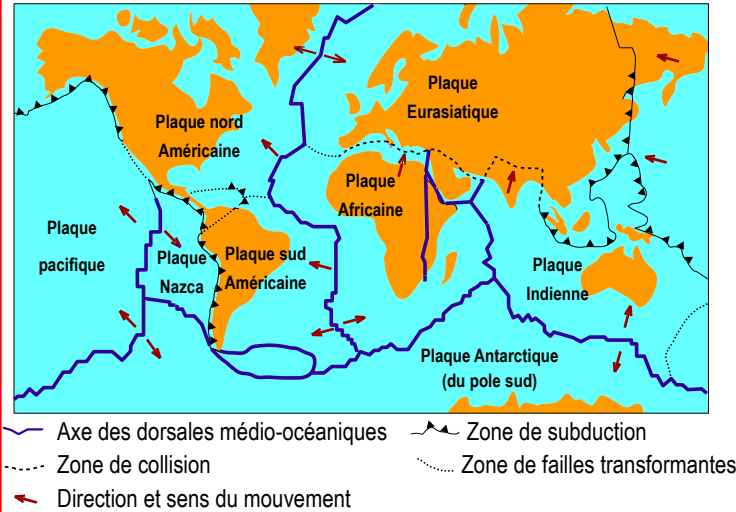 Plaque
Eurasiatique
Plaque nord
Américaine
Plaque
Africaine
Plaque
pacifique
Plaque
Nazca
Plaque sud
Américaine
Plaque
Indienne
Plaque Antarctique
(du pole sud)
Axe des dorsales médio-océaniques
Zone de subduction
Zone de collision
Zone de failles transformantes
Direction et sens du mouvement